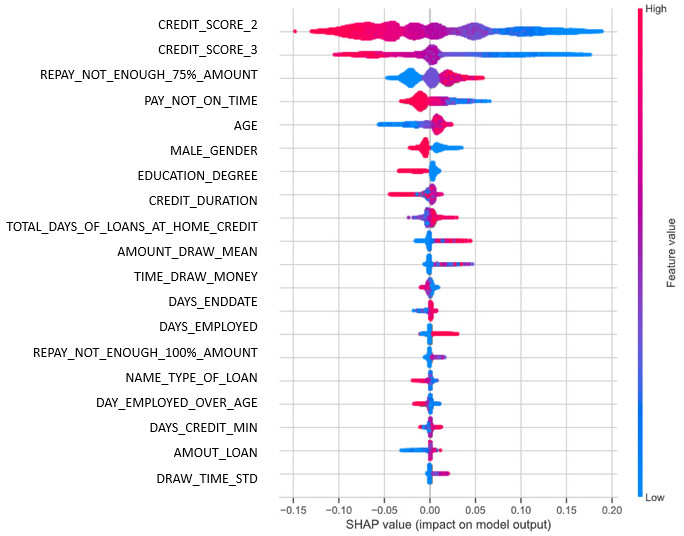 High
CREDIT_SCORE_2
CREDIT_SCORE_3
REPAY_NOT_ENOUGH_75%_AMOUNT
PAY_NOT_ON_TIME
AGE
MALE_GENDER
EDUCATION_DEGREE
CREDIT_DURATION
TOTAL_DAYS_OF_LOANS_AT_HOME_CREDIT
AMOUNT_DRAW_MEAN
TIME_DRAW_MONEY
DAYS_ENDDATE
DAYS_EMPLOYED
REPAY_NOT_ENOUGH_100%_AMOUNT
NAME_TYPE_OF_LOAN
DAY_EMPLOYED_OVER_AGE
DAYS_CREDIT_MIN
AMOUT_LOAN
DRAW_TIME_STD
Feature value
Low
−0.15 −0.10 −0.05 0.00 0.05 0.10 0.15 0.20
SHAP value (impact on model output)